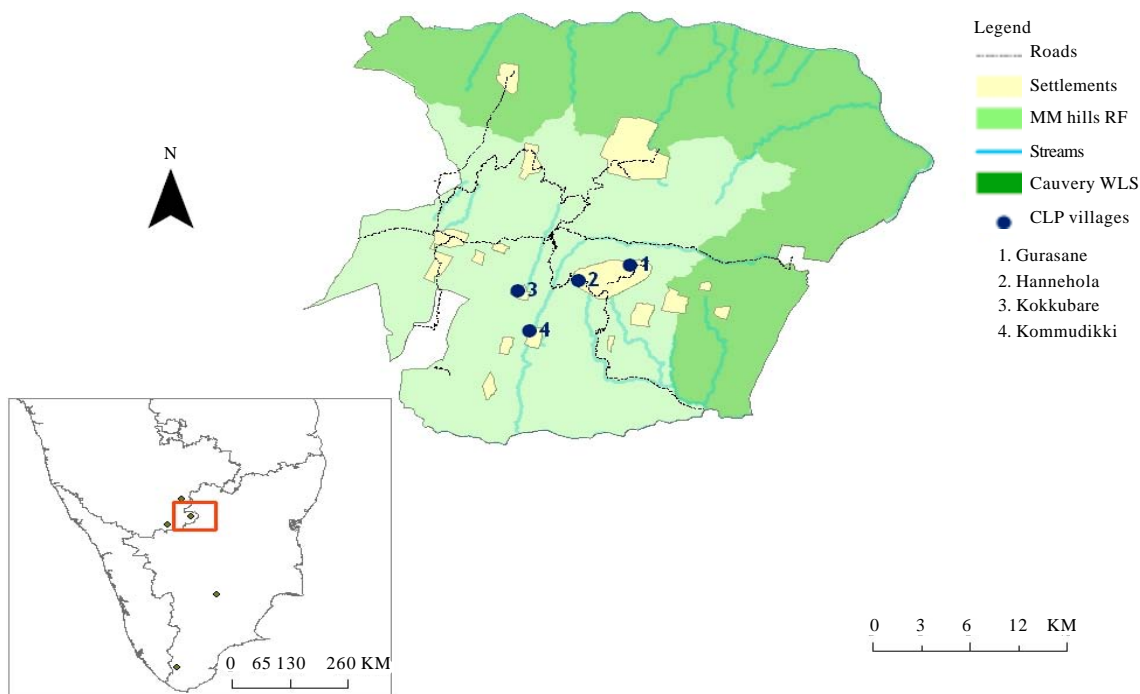 Legend
Roads
Settlements
MM hills RF
Streams
Cauvery WLS
CLP villages
1. Gurasane
2. Hannehola
3. Kokkubare
4. Kommudikki
N
1
2
3
4
0 3 6 12 KM
0 65 130 260 KM